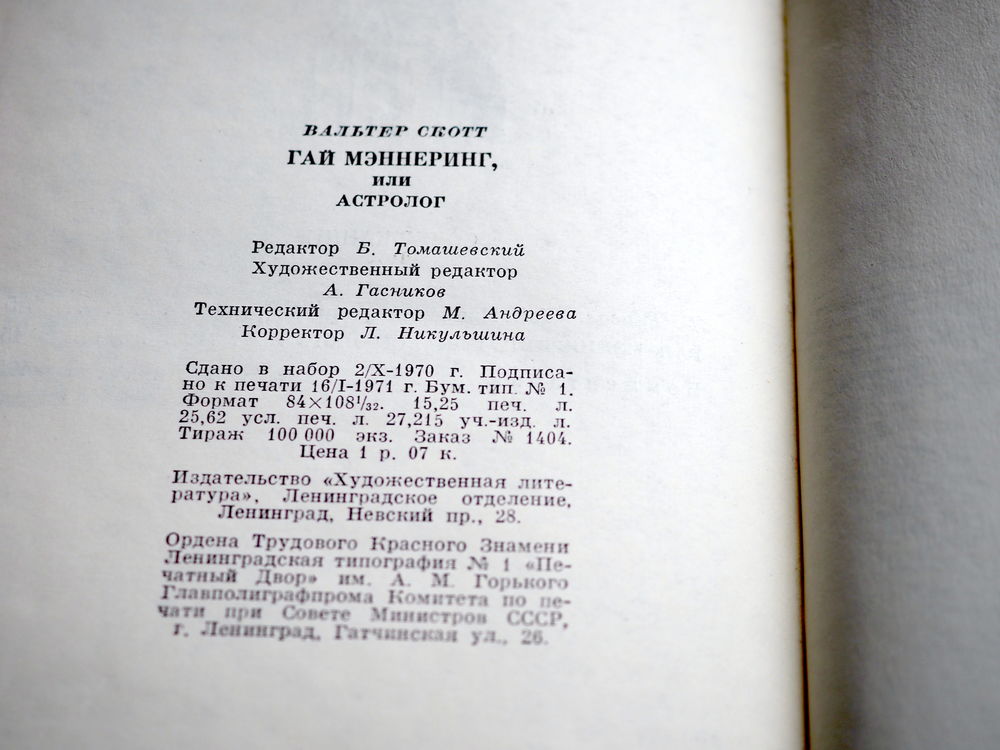 ВАЛЬТЕР СКОТТ
ГАЙ МЭННЕРИНГ,
ИЛИ
АСТРОЛОГ
Редактор Б. Томашевский
Художественный редактор
А. Гасников
Технический редактор М. Андреева
Корректор Л. Никульшина
Сдано в набор 2/X-1970 г. Подписа-
но к печати 16/I-1971 г. Бум. тип. № 1.
Формат 84×108¹/₃₂. 15,25 печ. л.
25,62 усл. печ. л. 27,215 уч.-изд. л.
Тираж 100 000 экз. Заказ № 1404.
Цена 1 р. 07 к.
Издательство «Художественная лите-
ратура», Ленинградское отделение,
Ленинград, Невский пр., 28.
Ордена Трудового Красного Знамени
Ленинградская типография № 1 «Пе-
чатный Двор» им. А. М. Горького
Главполиграфпрома Комитета по пе-
чати при Совете Министров СССР,
г. Ленинград, Гатчинская ул., 26.